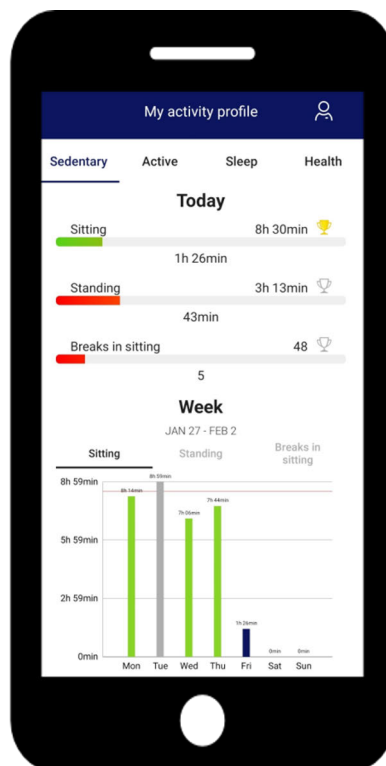 My activity profile
Sedentary Active Sleep Health
Today
Sitting 8h 30min
1h 26min
Standing 3h 13min
43min
Breaks in sitting 48
5
Week
JAN 27 - FEB 2
Sitting Standing Breaks in sitting
8h 59min
5h 59min
2h 59min
0min
8h 14min 8h 59min 7h 06min 7h 44min 1h 26min 0min 0min
Mon Tue Wed Thu Fri Sat Sun